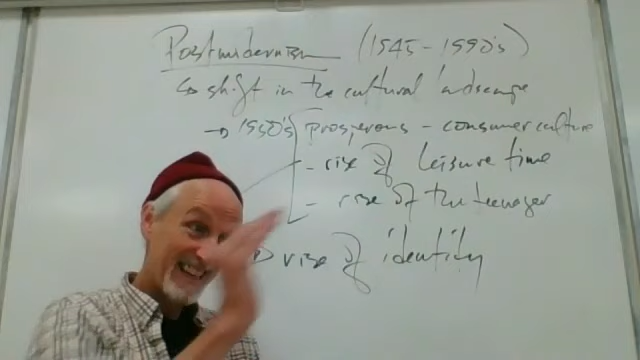 Postmodernism (1945-1990's)
↳ shift in the cultural landscape
→ 1950's prosperous - consumer culture
- rise of leisure time
- rise of the teenager
rise of identity